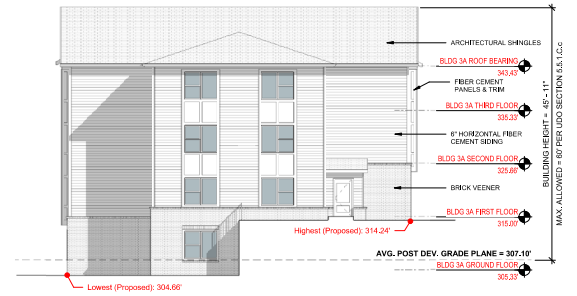 ARCHITECTURAL SHINGLES
BLDG 3A ROOF BEARING
343.43'
FIBER CEMENT
PANELS & TRIM
BLDG 3A THIRD FLOOR
335.33'
6" HORIZONTAL FIBER
CEMENT SIDING
BLDG 3A SECOND FLOOR
325.66'
BRICK VEENER
BLDG 3A FIRST FLOOR
315.00'
Highest (Proposed): 314.24'
AVG. POST DEV. GRADE PLANE = 307.10'
BLDG 3A GROUND FLOOR
305.33'
Lowest (Proposed): 304.66'
BUILDING HEIGHT = 45' - 11"
MAX. ALLOWED = 60' PER UDO SECTION 5.5.1.C.c